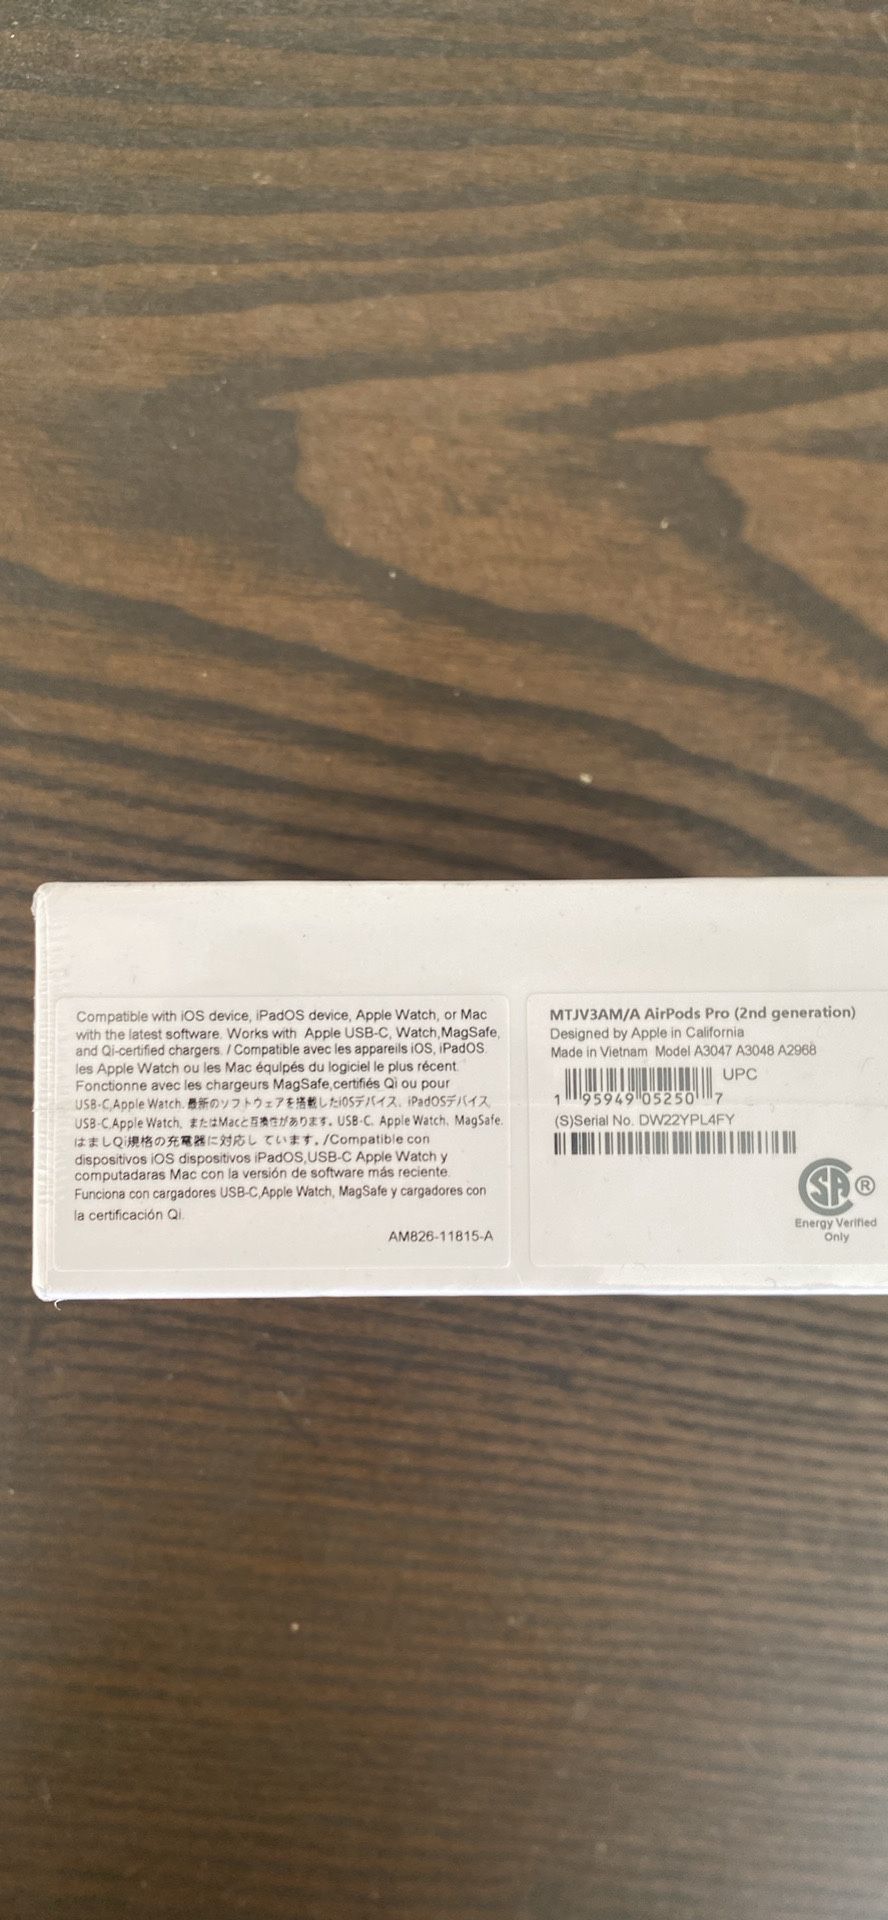 Compatible with iOS device, iPadOS device, Apple Watch, or Mac
with the latest software. Works with Apple USB-C, Watch,MagSafe,
and Qi-certified chargers. / Compatible avec les appareils iOS, iPadOS.
les Apple Watch ou les Mac équlpés du logiciel le plus récent.
Fonctionne avec les chargeurs MagSafe,certifiés Qi ou pour
USB-C,Apple Watch. 最新のソフトウェアを搭載したiOSデバイス、iPadOSデバイス,
USB-C,Apple Watch, またはMacと互換性があります。USB-C、Apple Watch、MagSafe.
はましQi規格の充電器に対応し ています。/Compatible con
dispositivos iOS dispositivos iPadOS,USB-C Apple Watch y
computadaras Mac con la versión de software más reciente.
Funciona con cargadores USB-C,Apple Watch, MagSafe y cargadores con
la certificación Qi.
AM826-11815-A
MTJV3AM/A AirPods Pro (2nd generation)
Designed by Apple in California
Made in Vietnam Model A3047 A3048 A2968
UPC
1 95949 05250 7
(S)Serial No. DW22YPL4FY
SA ®
Energy Verified
Only